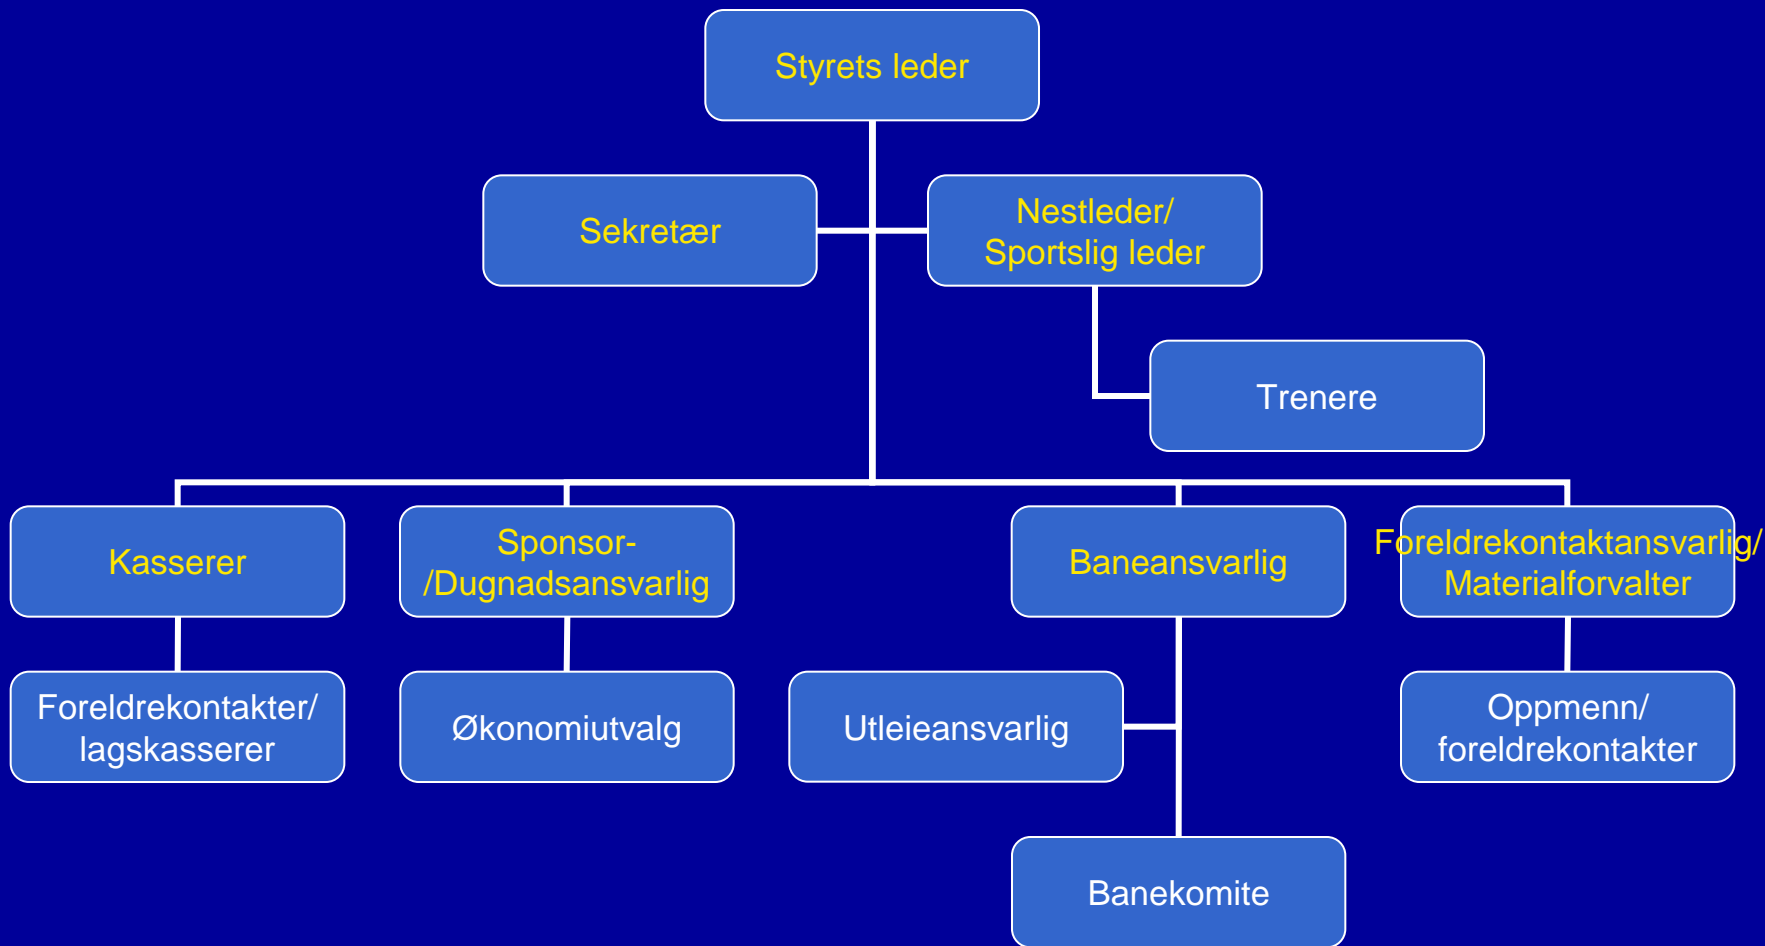 Styrets leder
Sekretær
Nestleder/
Sportslig leder
Trenere
Kasserer
Sponsor-
/Dugnadsansvarlig
Baneansvarlig
Foreldrekontaktansvarlig/
Materialforvalter
Foreldrekontakter/
lagskasserer
Økonomiutvalg
Utleieansvarlig
Oppmenn/
foreldrekontakter
Banekomite